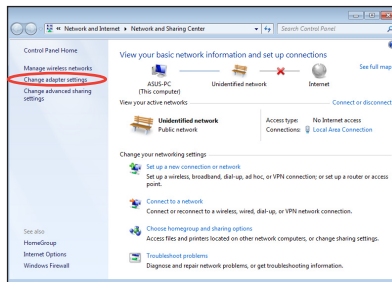 Network and Internet ▸ Network and Sharing Center
Search Control Panel
Control Panel Home
Manage wireless networks
Change adapter settings
Change advanced sharing
settings
See also
HomeGroup
Internet Options
Windows Firewall
View your basic network information and set up connections
See full map
ASUS-PC
(This computer)
Unidentified network
Internet
View your active networks
Connect or disconnect
Unidentified network
Public network
Access type: No Internet access
Connections: Local Area Connection
Change your networking settings
Set up a new connection or network
Set up a wireless, broadband, dial-up, ad hoc, or VPN connection; or set up a router or access
point.
Connect to a network
Connect or reconnect to a wireless, wired, dial-up, or VPN network connection.
Choose homegroup and sharing options
Access files and printers located on other network computers, or change sharing settings.
Troubleshoot problems
Diagnose and repair network problems, or get troubleshooting information.